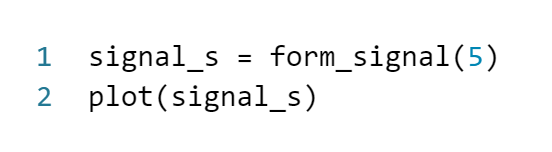 1 signal_s = form_signal(5)
2 plot(signal_s)